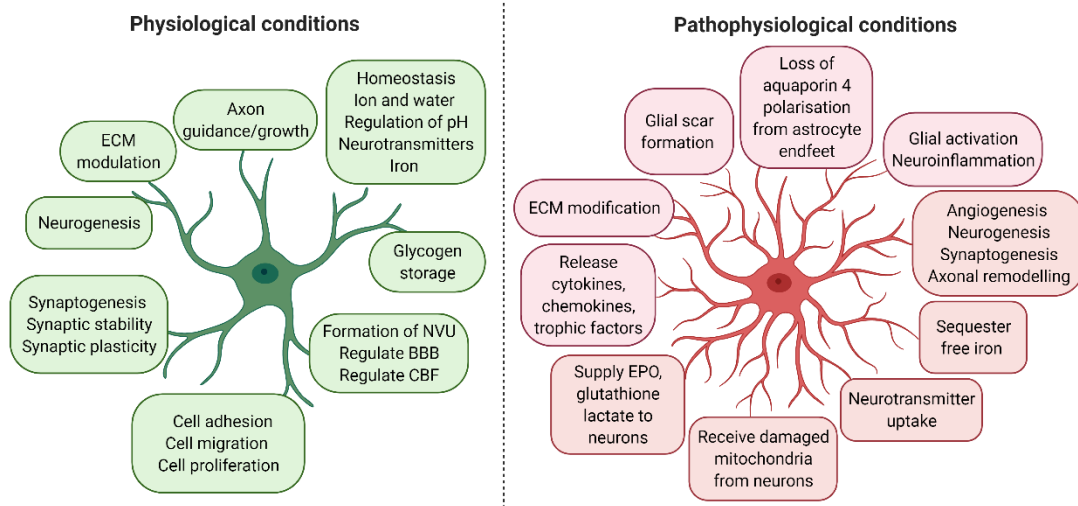 Physiological conditions
ECM
modulation
Axon
guidance/growth
Homeostasis
Ion and water
Regulation of pH
Neurotransmitters
Iron
Neurogenesis
Glycogen
storage
Synaptogenesis
Synaptic stability
Synaptic plasticity
Formation of NVU
Regulate BBB
Regulate CBF
Cell adhesion
Cell migration
Cell proliferation
Pathophysiological conditions
Glial scar
formation
Loss of
aquaporin 4
polarisation
from astrocyte
endfeet
Glial activation
Neuroinflammation
ECM modification
Angiogenesis
Neurogenesis
Synaptogenesis
Axonal remodelling
Release
cytokines,
chemokines,
trophic factors
Sequester
free iron
Supply EPO,
glutathione
lactate to
neurons
Neurotransmitter
uptake
Receive damaged
mitochondria
from neurons